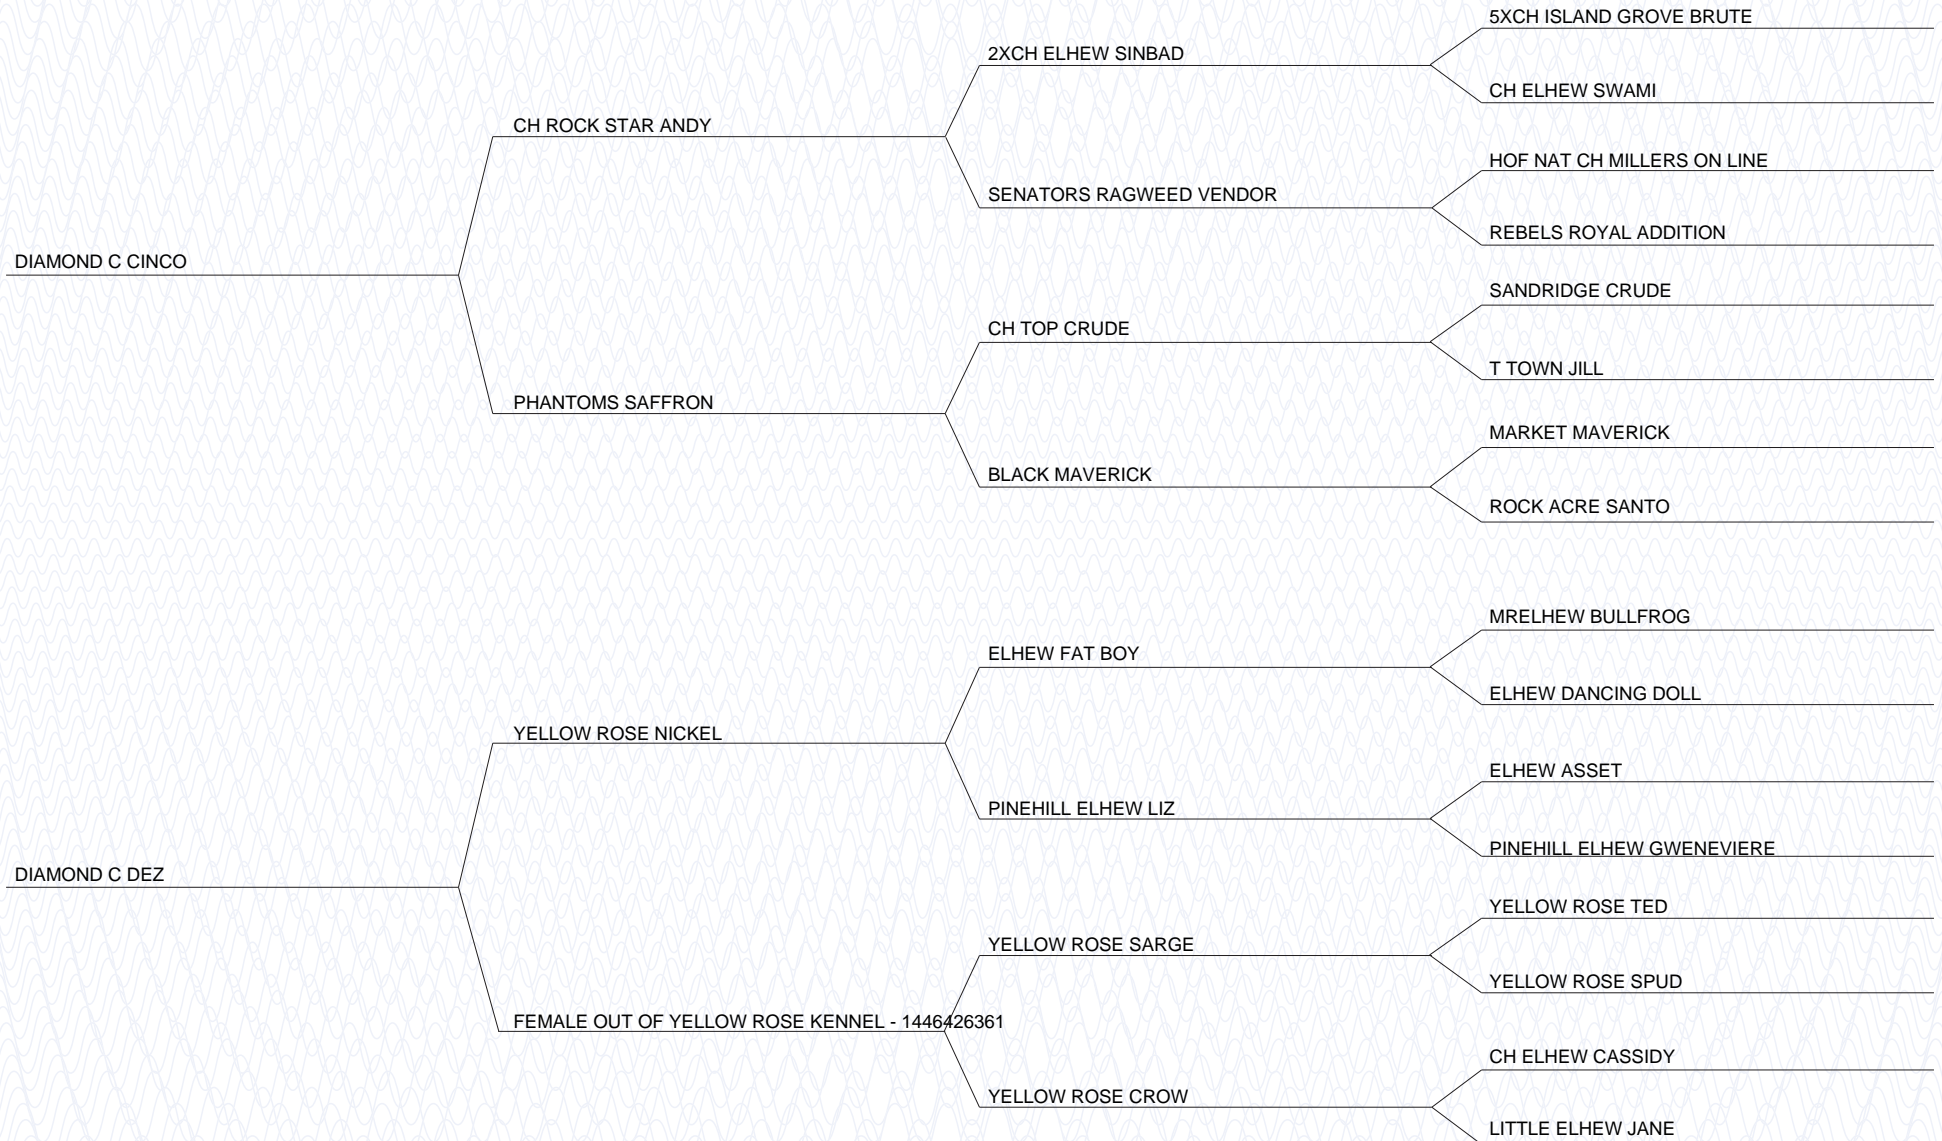 5XCH ISLAND GROVE BRUTE
2XCH ELHEW SINBAD
CH ELHEW SWAMI
CH ROCK STAR ANDY
HOF NAT CH MILLERS ON LINE
SENATORS RAGWEED VENDOR
REBELS ROYAL ADDITION
DIAMOND C CINCO
SANDRIDGE CRUDE
CH TOP CRUDE
T TOWN JILL
PHANTOMS SAFFRON
MARKET MAVERICK
BLACK MAVERICK
ROCK ACRE SANTO
MRELHEW BULLFROG
ELHEW FAT BOY
ELHEW DANCING DOLL
YELLOW ROSE NICKEL
ELHEW ASSET
PINEHILL ELHEW LIZ
PINEHILL ELHEW GWENEVIERE
DIAMOND C DEZ
YELLOW ROSE TED
YELLOW ROSE SARGE
YELLOW ROSE SPUD
FEMALE OUT OF YELLOW ROSE KENNEL - 1446426361
CH ELHEW CASSIDY
YELLOW ROSE CROW
LITTLE ELHEW JANE